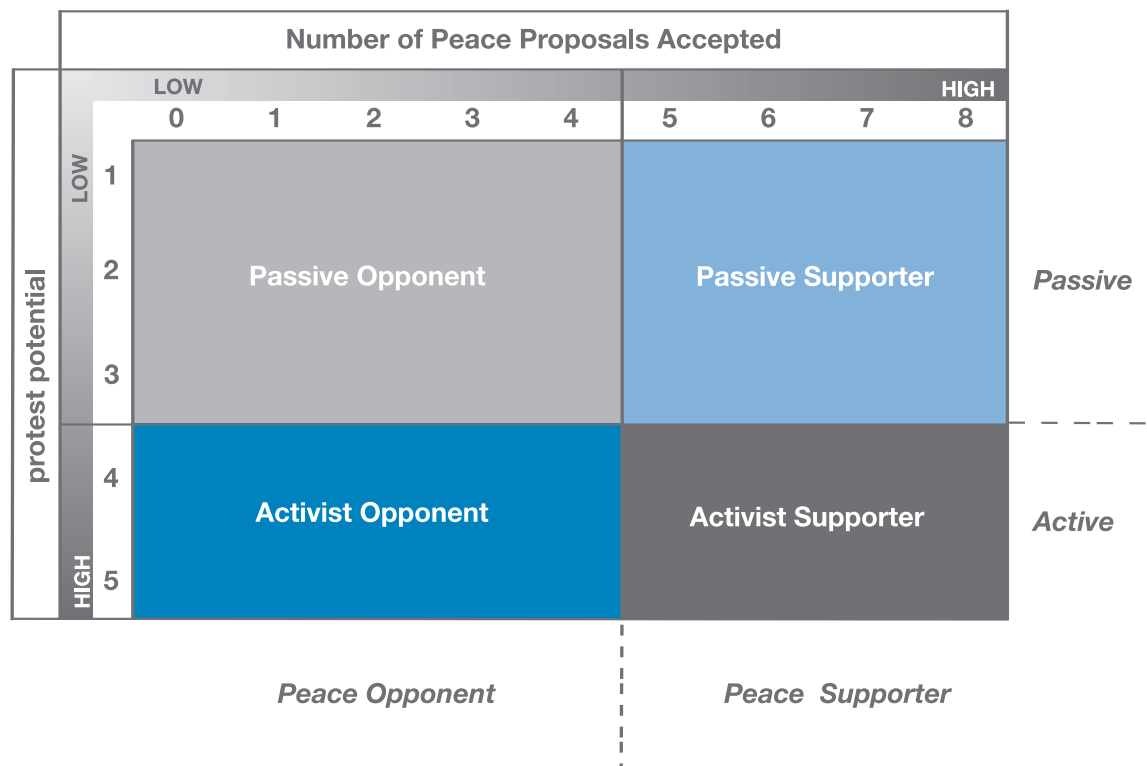 Number of Peace Proposals Accepted
LOW HIGH
0 1 2 3 4 5 6 7 8
protest potential
LOW
1
2
3
Passive Opponent Passive Supporter Passive
4
5
HIGH
Activist Opponent Activist Supporter Active
Peace Opponent Peace Supporter